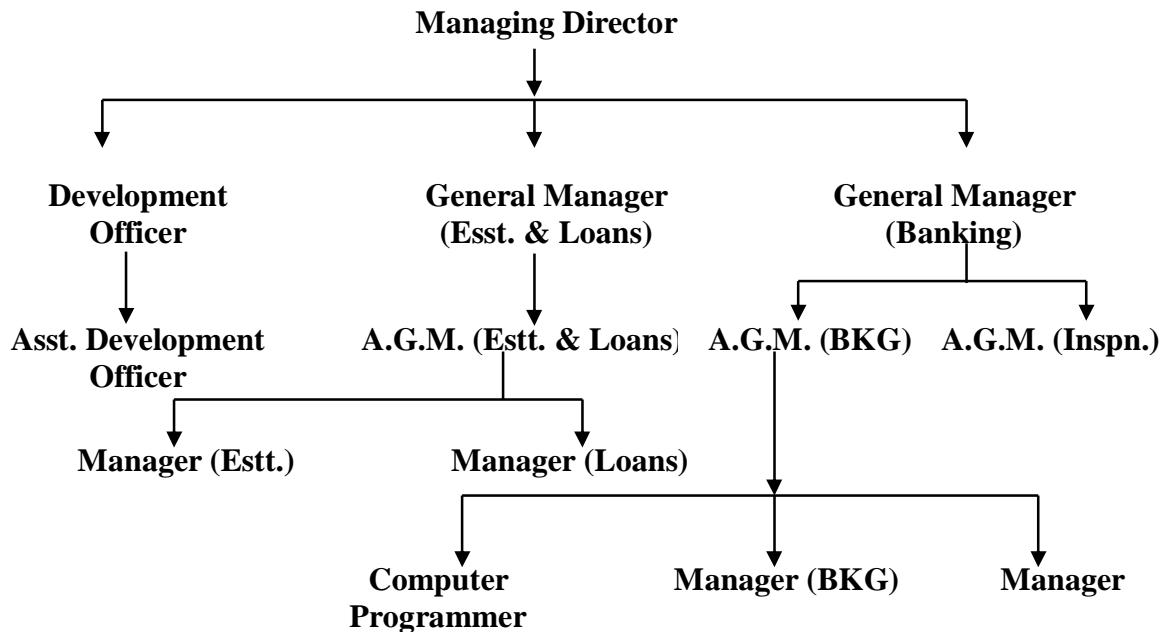 Managing Director
Development
Officer
General Manager
(Esst. & Loans)
General Manager
(Banking)
Asst. Development
Officer
A.G.M. (Estt. & Loans)
A.G.M. (BKG)
A.G.M. (Inspn.)
Manager (Estt.)
Manager (Loans)
Computer
Programmer
Manager (BKG)
Manager